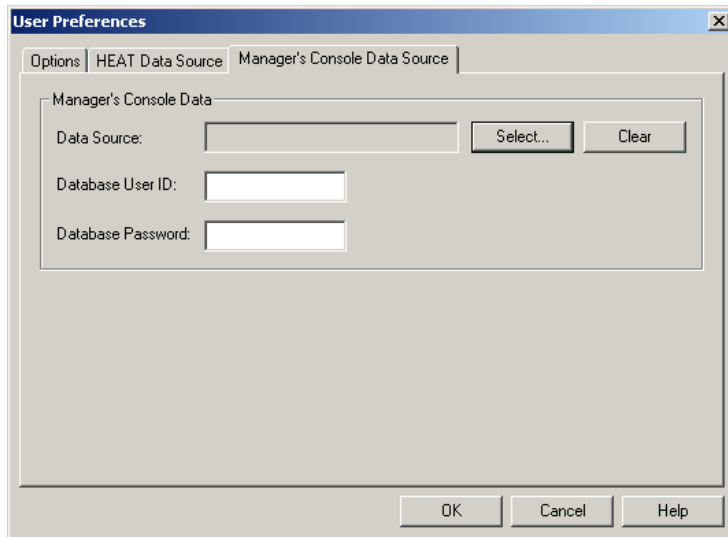 User Preferences
Options HEAT Data Source Manager's Console Data Source
Manager's Console Data
Data Source: Select... Clear
Database User ID:
Database Password:
OK Cancel Help